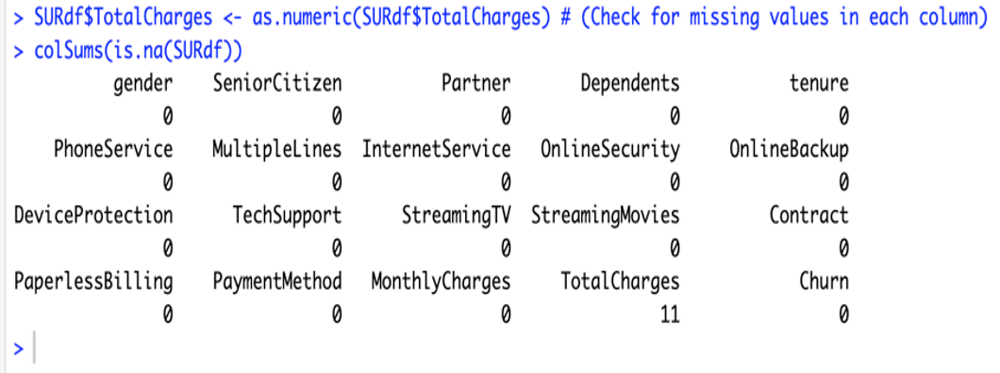 > SURdf$TotalCharges <- as.numeric(SURdf$TotalCharges) # (Check for missing values in each column)
> colSums(is.na(SURdf))
gender SeniorCitizen Partner Dependents tenure
0 0 0 0 0
PhoneService MultipleLines InternetService OnlineSecurity OnlineBackup
0 0 0 0 0
DeviceProtection TechSupport StreamingTV StreamingMovies Contract
0 0 0 0 0
PaperlessBilling PaymentMethod MonthlyCharges TotalCharges Churn
0 0 0 11 0
>